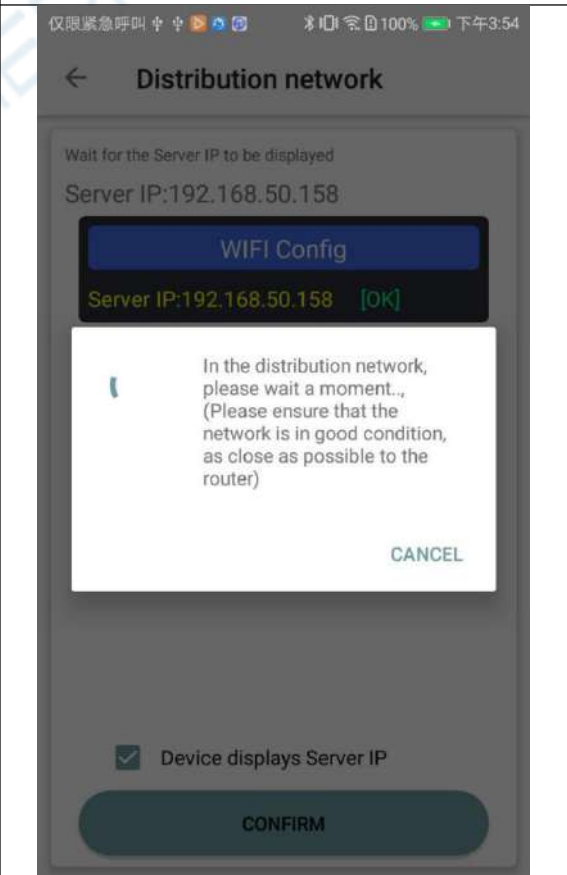 仅限紧急呼叫 100% 下午3:54
Distribution network
Wait for the Server IP to be displayed
Server IP:192.168.50.158
WIFI Config
Server IP:192.168.50.158 [OK]
In the distribution network,
please wait a moment..,
(Please ensure that the
network is in good condition,
as close as possible to the
router)
CANCEL
Device displays Server IP
CONFIRM